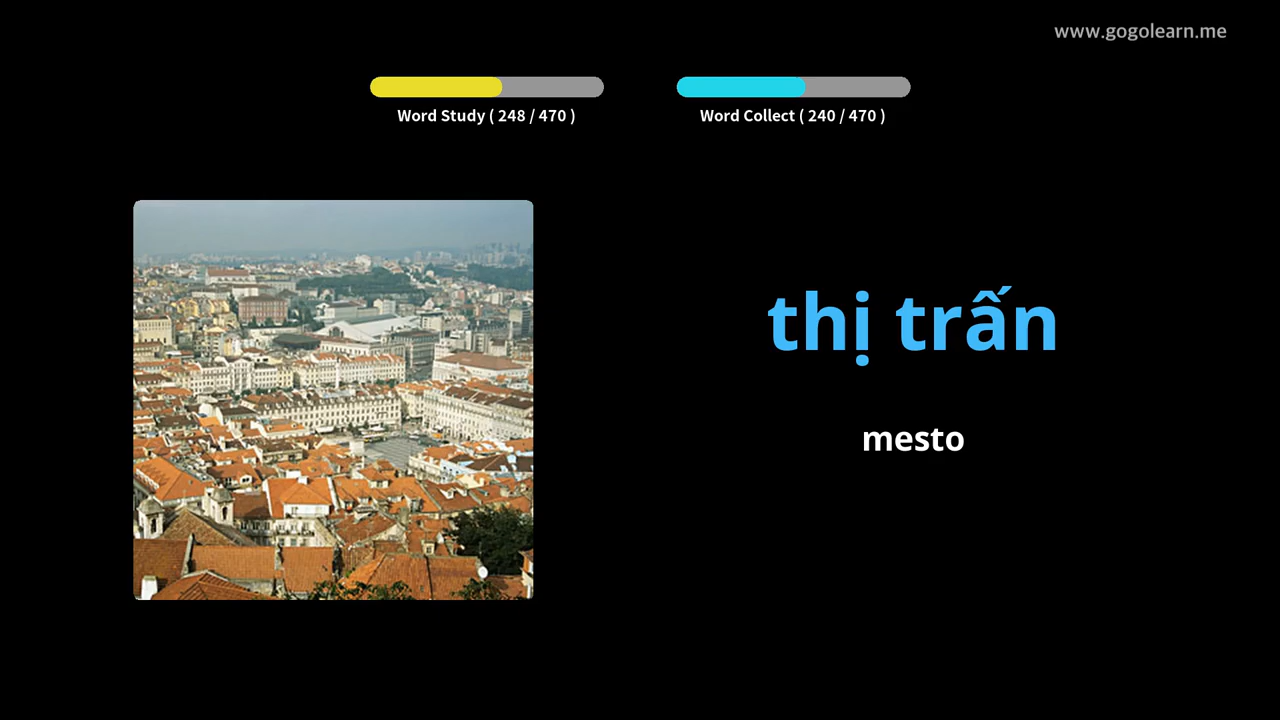 www.gogolearn.me
Word Study ( 248 / 470 )
Word Collect ( 240 / 470 )
thị trấn
mesto